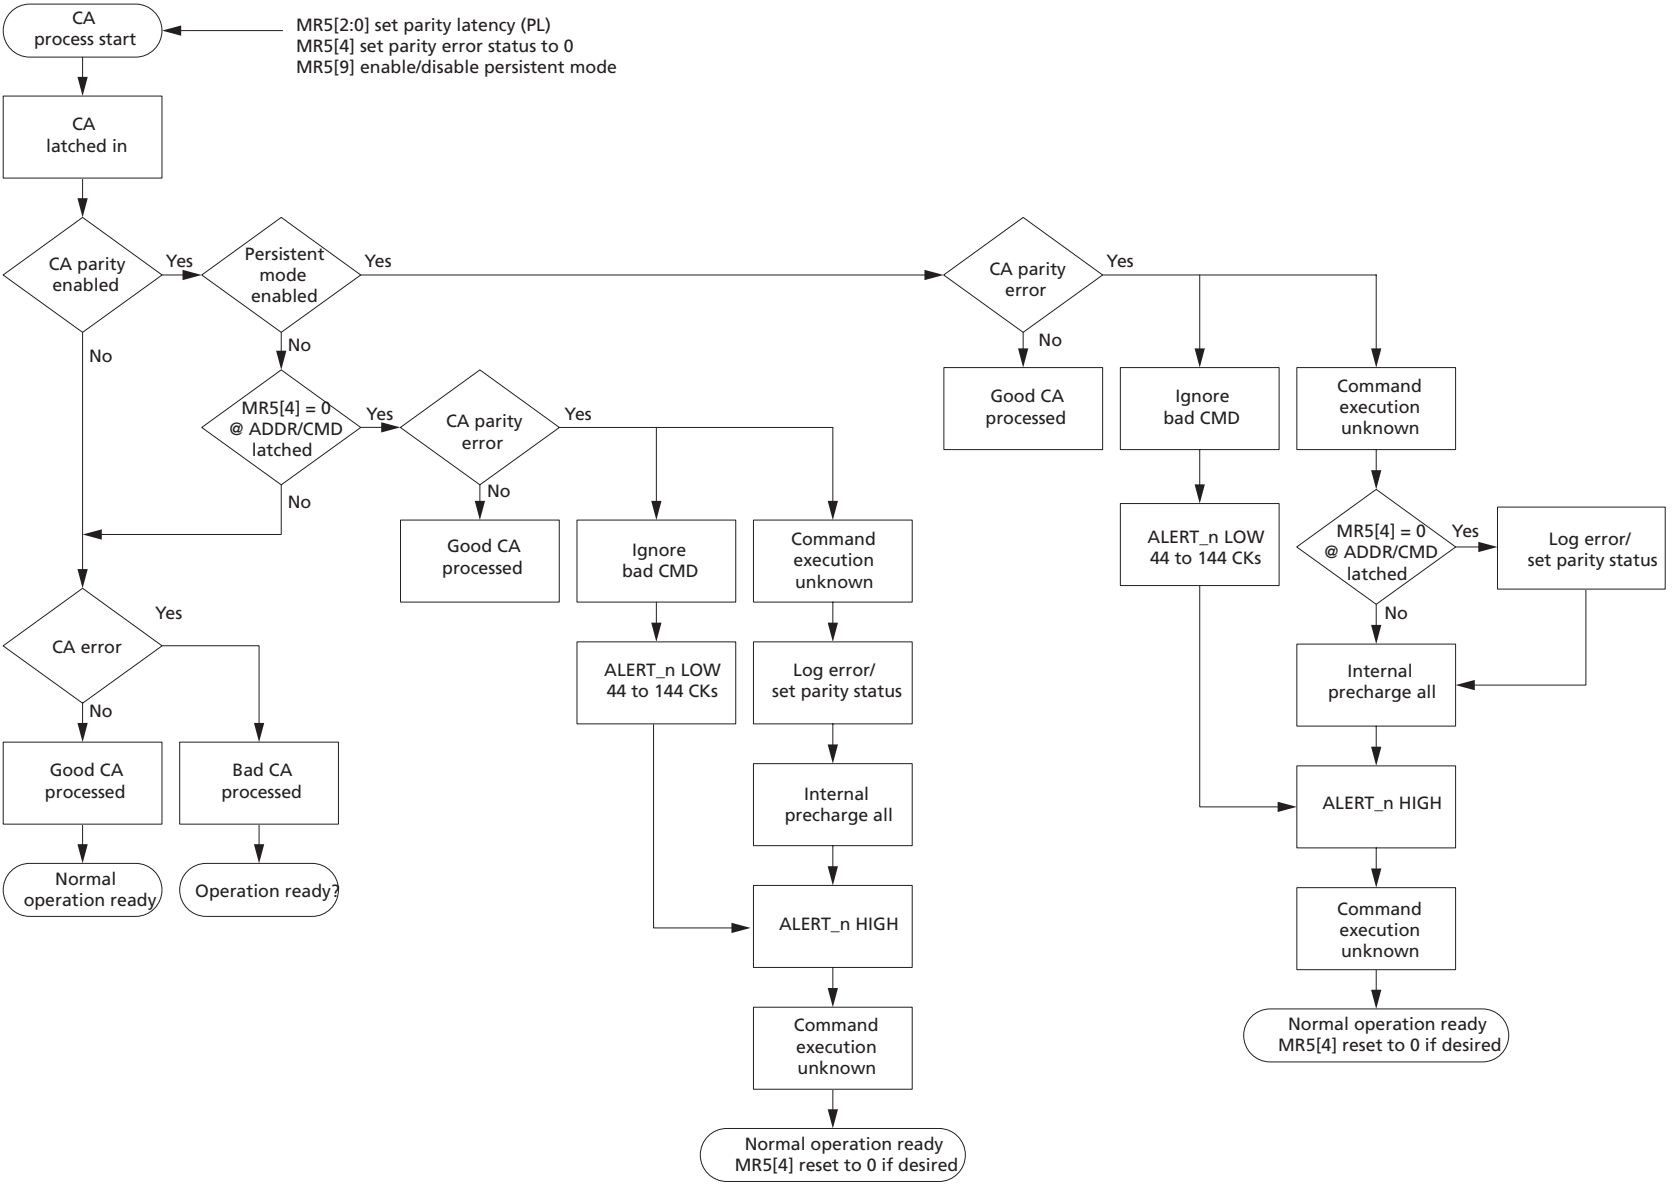 CA
process start
MR5[2:0] set parity latency (PL)
MR5[4] set parity error status to 0
MR5[9] enable/disable persistent mode
CA
latched in
CA parity
enabled
Yes
Persistent
mode
enabled
Yes
CA parity
error
Yes
No
No
No
MR5[4] = 0
@ ADDR/CMD
latched
Yes
CA parity
error
Yes
Good CA
processed
Ignore
bad CMD
Command
execution
unknown
No
No
Good CA
processed
Ignore
bad CMD
Command
execution
unknown
ALERT_n LOW
44 to 144 CKs
MR5[4] = 0
@ ADDR/CMD
latched
Yes
Log error/
set parity status
No
CA error
Yes
No
ALERT_n LOW
44 to 144 CKs
Log error/
set parity status
Internal
precharge all
Good CA
processed
Bad CA
processed
Internal
precharge all
ALERT_n HIGH
Normal
operation ready
Operation ready?
ALERT_n HIGH
Command
execution
unknown
Command
execution
unknown
Normal operation ready
MR5[4] reset to 0 if desired
Normal operation ready
MR5[4] reset to 0 if desired